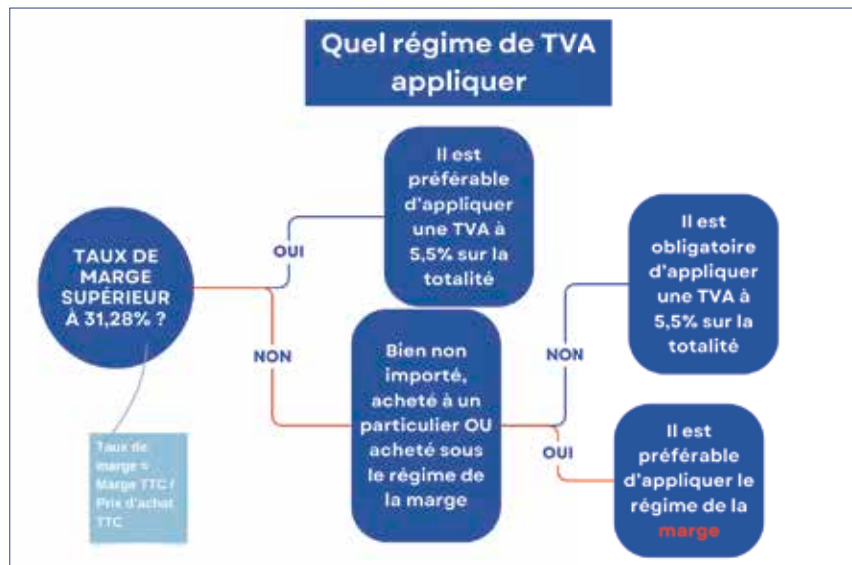 Quel régime de TVA
appliquer
Il est
préférable
d'appliquer
une TVA à
5,5% sur la
totalité
OUI
TAUX DE
MARGE
SUPÉRIEUR
À 31,28% ?
NON
Taux de
marge =
Marge TTC /
Prix d'achat
TTC
Bien non
importé,
acheté à un
particulier OU
acheté sous
le régime de
la marge
NON
Il est
obligatoire
d'appliquer
une TVA à
5,5% sur la
totalité
OUI
Il est
préférable
d'appliquer le
régime de la
marge